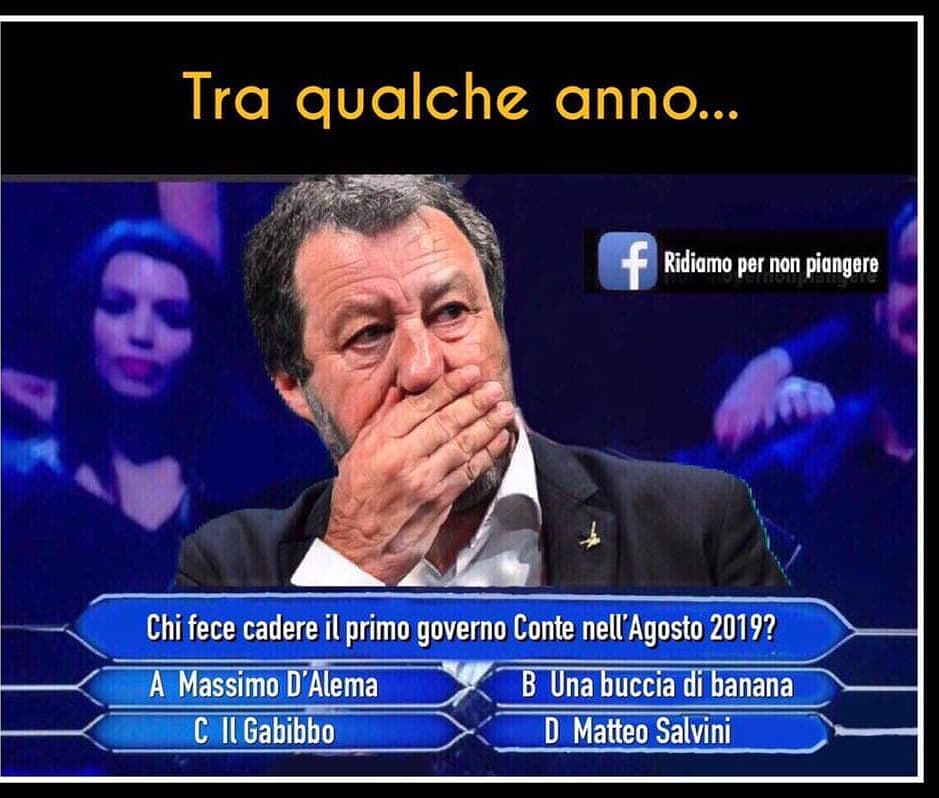 Tra qualche anno...
f Ridiamo per non piangere
Chi fece cadere il primo governo Conte nell'Agosto 2019?
A Massimo D'Alema
B Una buccia di banana
C Il Gabibbo
D Matteo Salvini